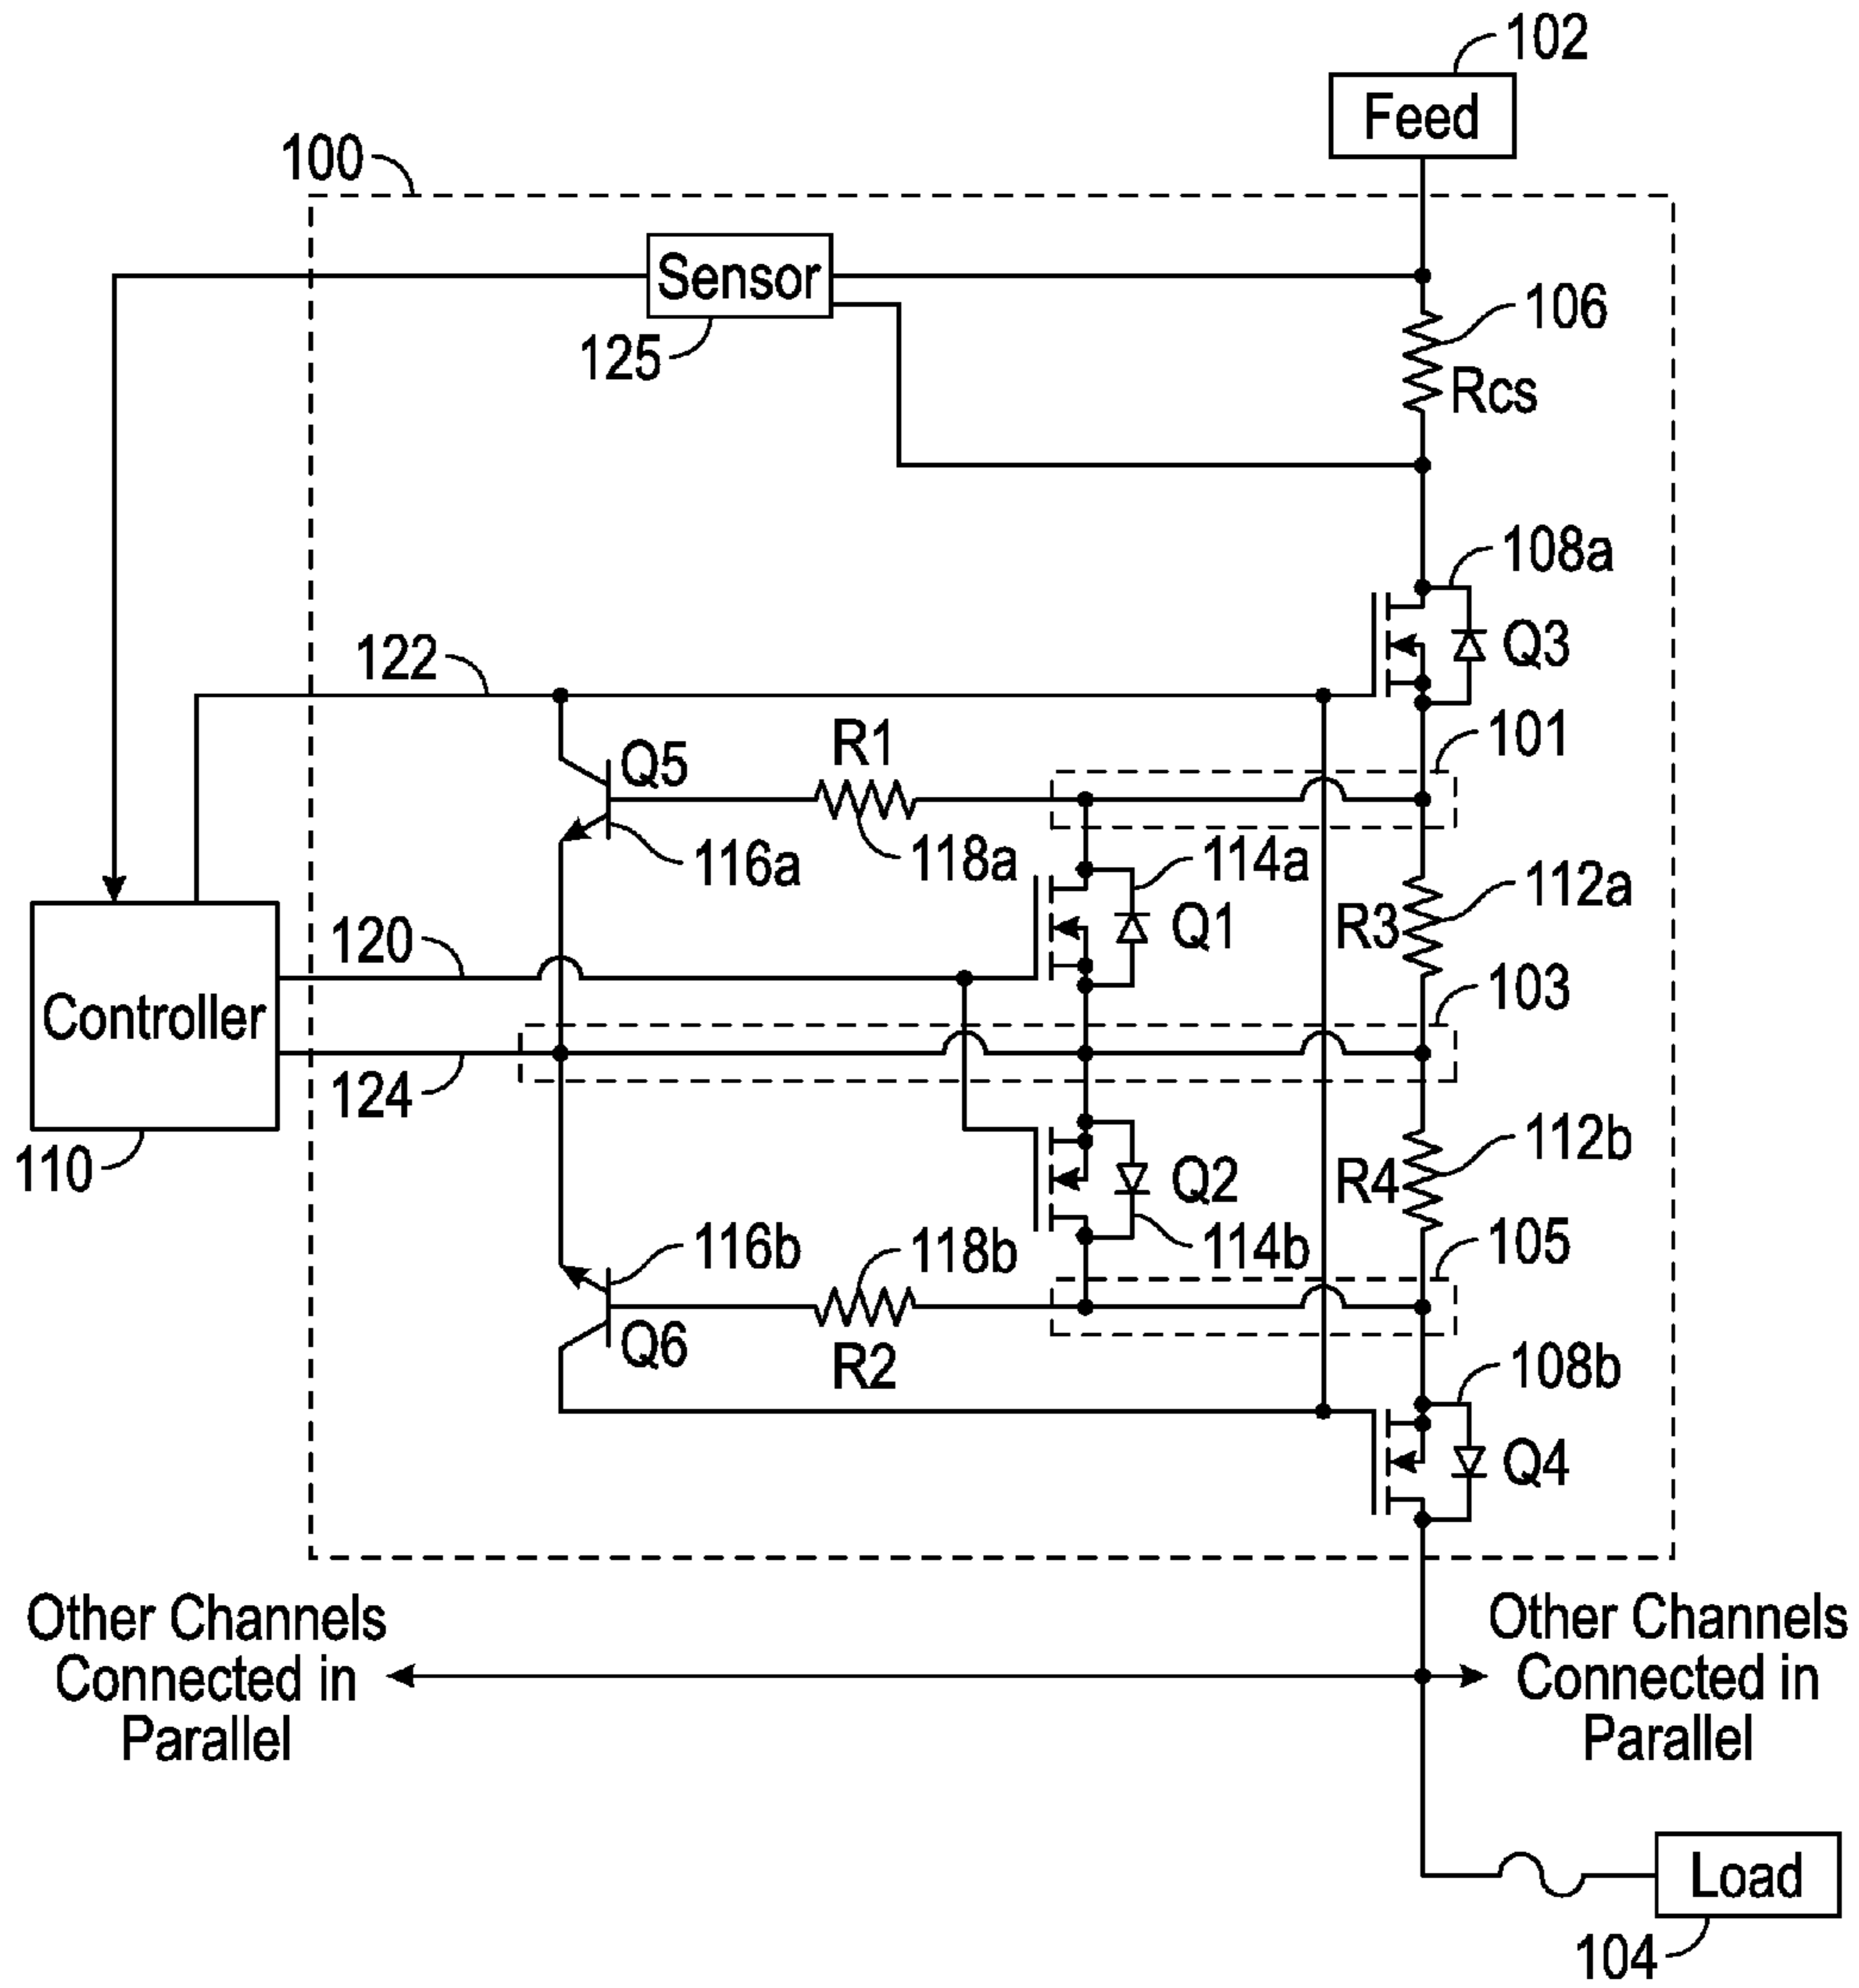 102
Feed
100
Sensor
125
106
Rcs
108a
Q3
122
101
R1
Q5
116a
118a
114a
Q1
112a
R3
120
103
Controller
124
110
Q2
112b
R4
116b
118b
114b
105
Q6
R2
108b
Q4
Other Channels
Connected in
Parallel
Other Channels
Connected in
Parallel
Load
104